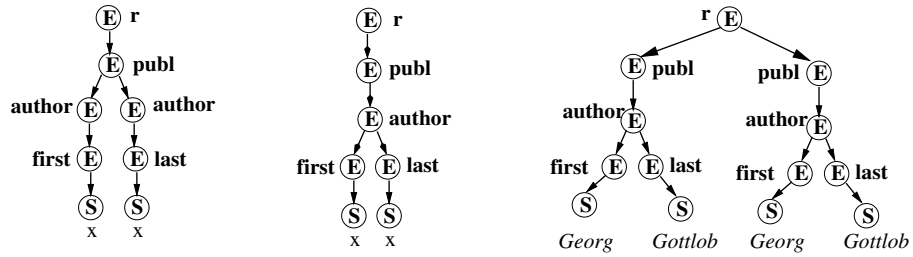 E r
E publ
author E E author
first E E last
S S
x x
E r
E publ
E author
first E E last
S S
x x
r E
E publ publ E
author E author E
first E E last first E E last
S S S S
Georg Gottlob Georg Gottlob